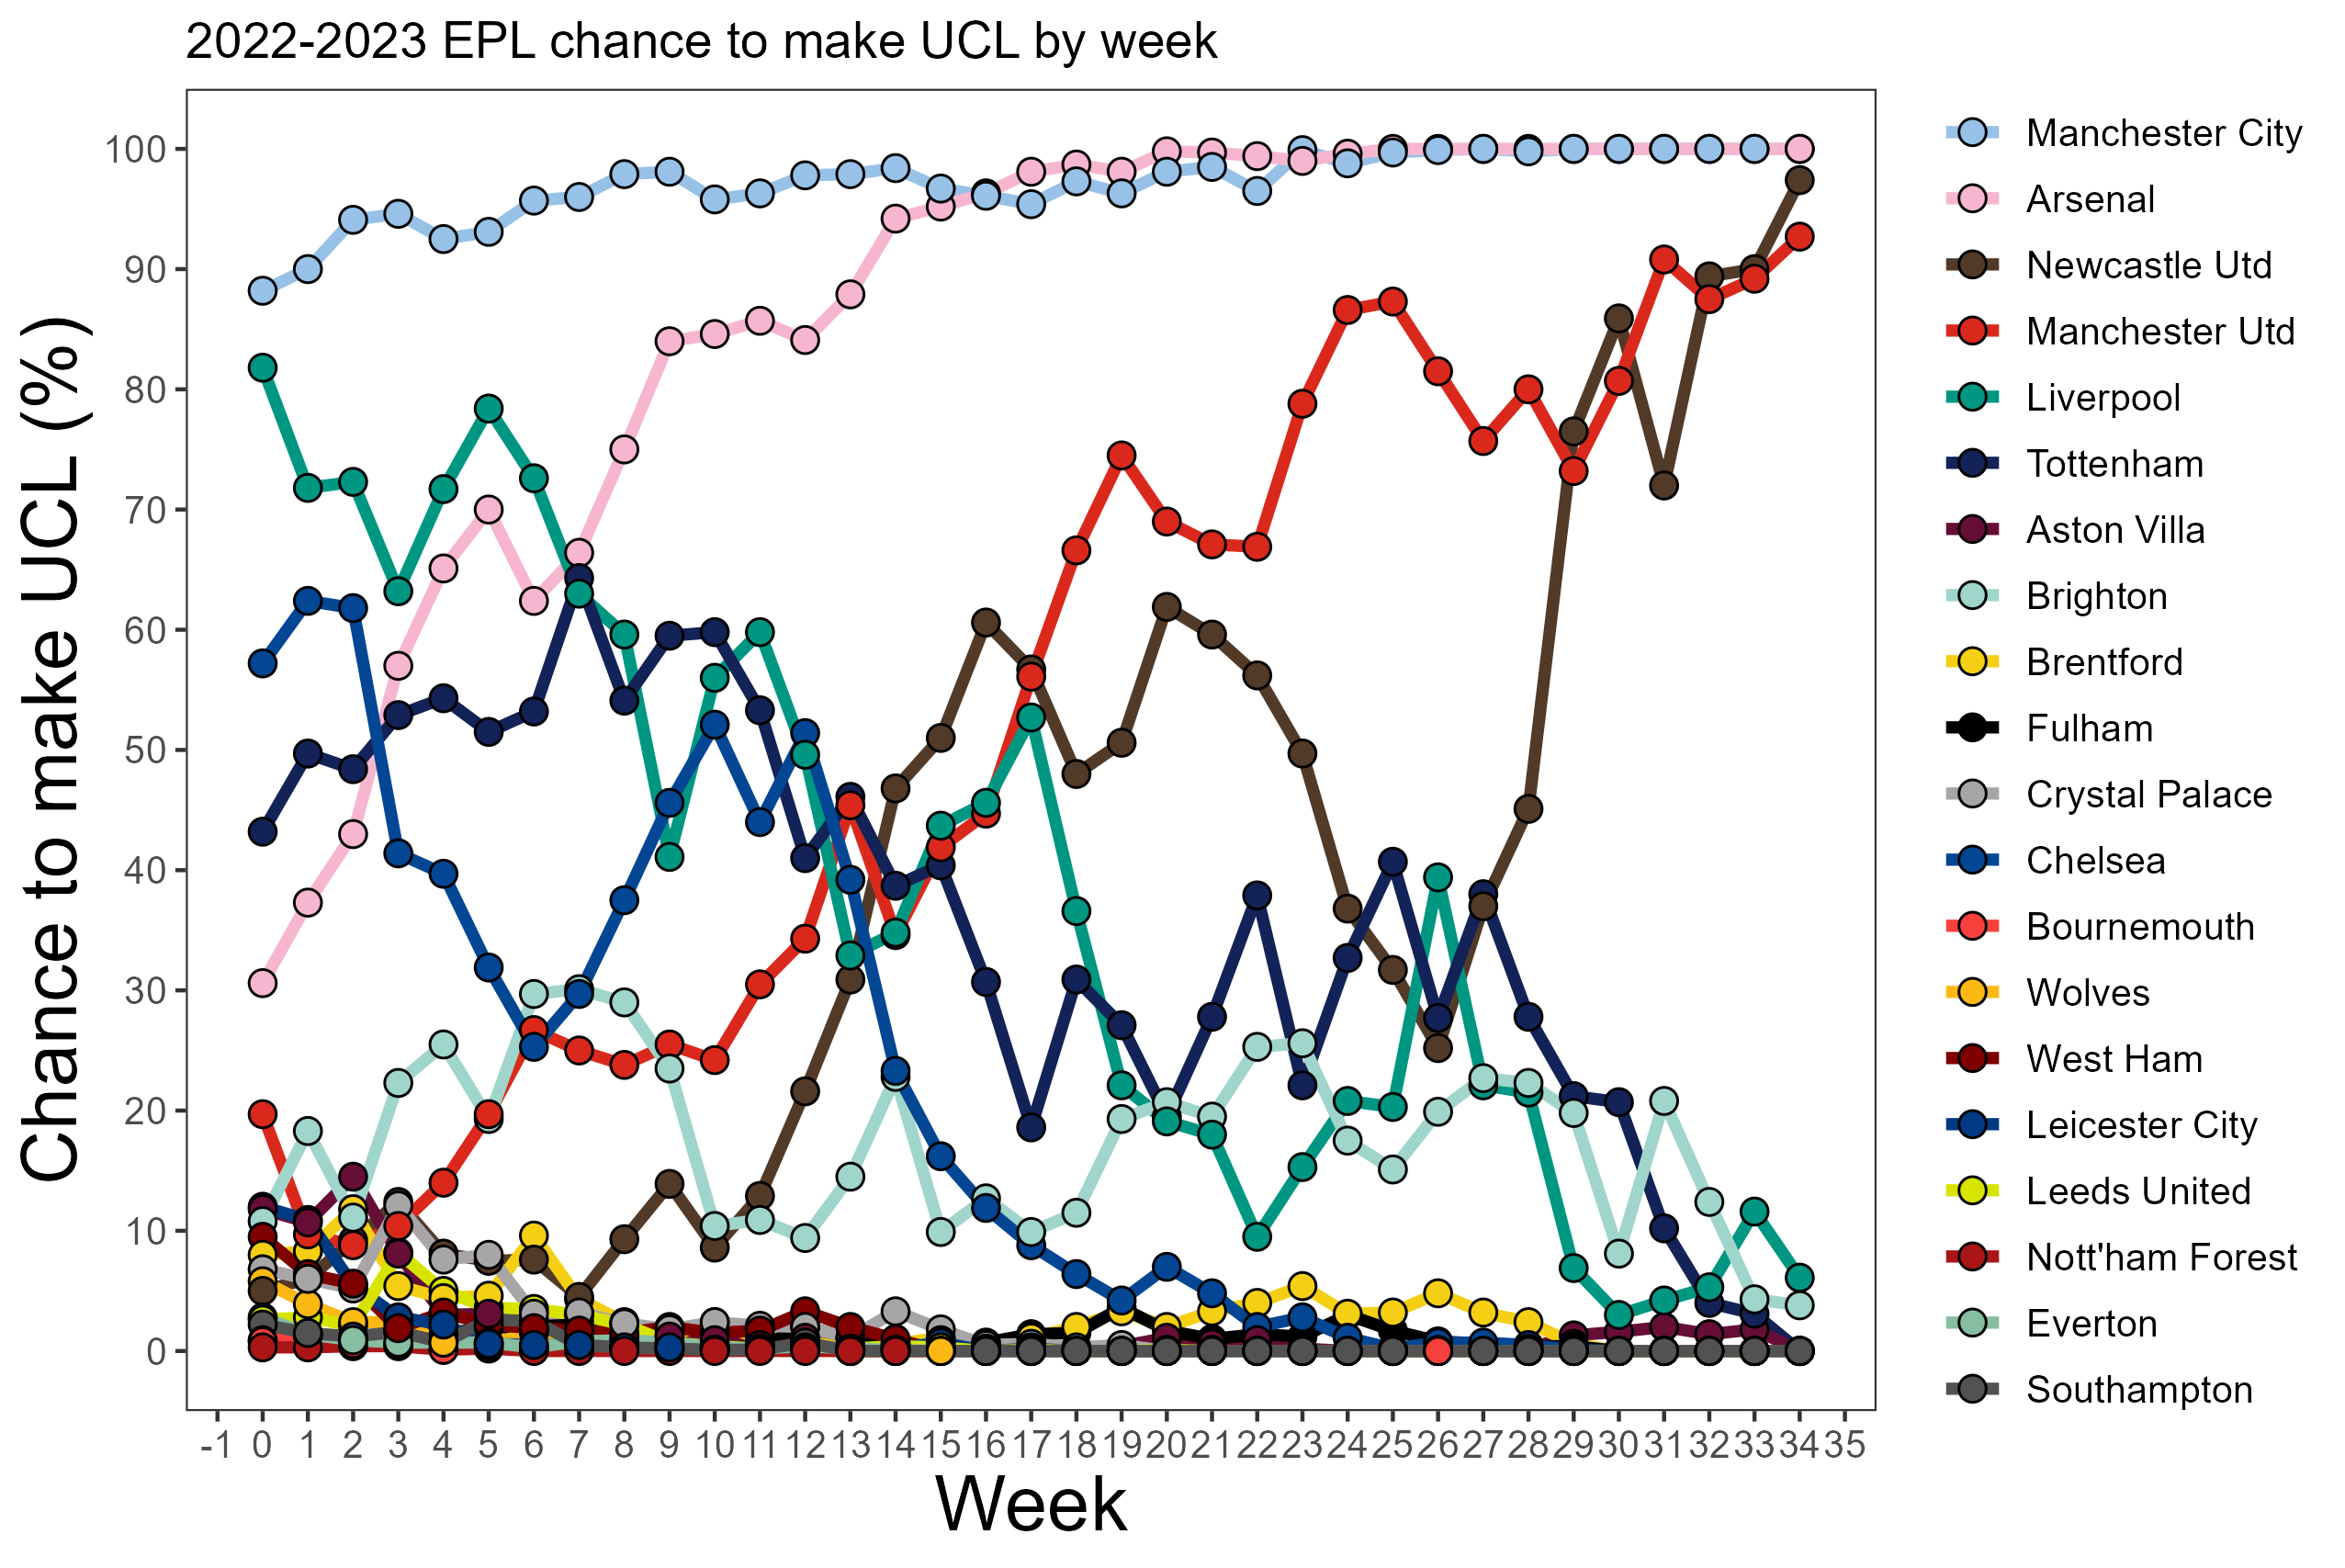 2022-2023 EPL chance to make UCL by week
Chance to make UCL (%)
100
90
80
70
60
50
40
30
20
10
0
-1 0 1 2 3 4 5 6 7 8 9 10 11 12 13 14 15 16 17 18 19 20 21 22 23 24 25 26 27 28 29 30 31 32 33 34 35
Week
Manchester City
Arsenal
Newcastle Utd
Manchester Utd
Liverpool
Tottenham
Aston Villa
Brighton
Brentford
Fulham
Crystal Palace
Chelsea
Bournemouth
Wolves
West Ham
Leicester City
Leeds United
Nott'ham Forest
Everton
Southampton